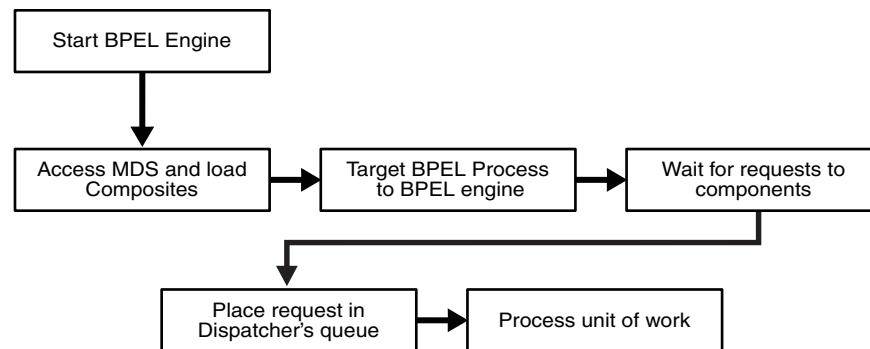 Start BPEL Engine
Access MDS and load
Composites
Target BPEL Process
to BPEL engine
Wait for requests to
components
Place request in
Dispatcher's queue
Process unit of work